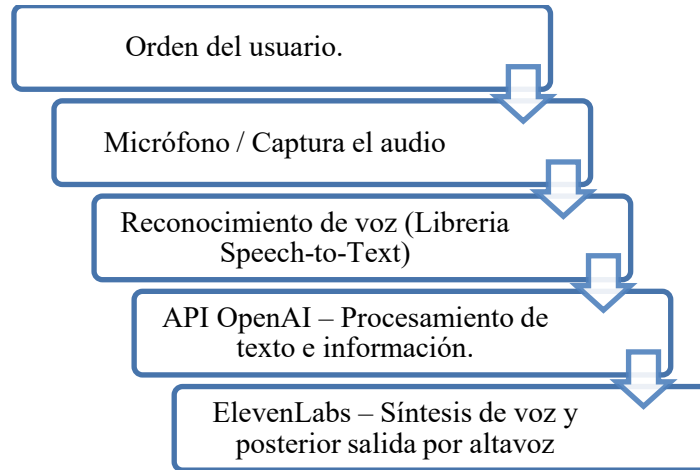 Orden del usuario.
Micrófono / Captura el audio
Reconocimiento de voz (Libreria
Speech-to-Text)
API OpenAI – Procesamiento de
texto e información.
ElevenLabs – Síntesis de voz y
posterior salida por altavoz